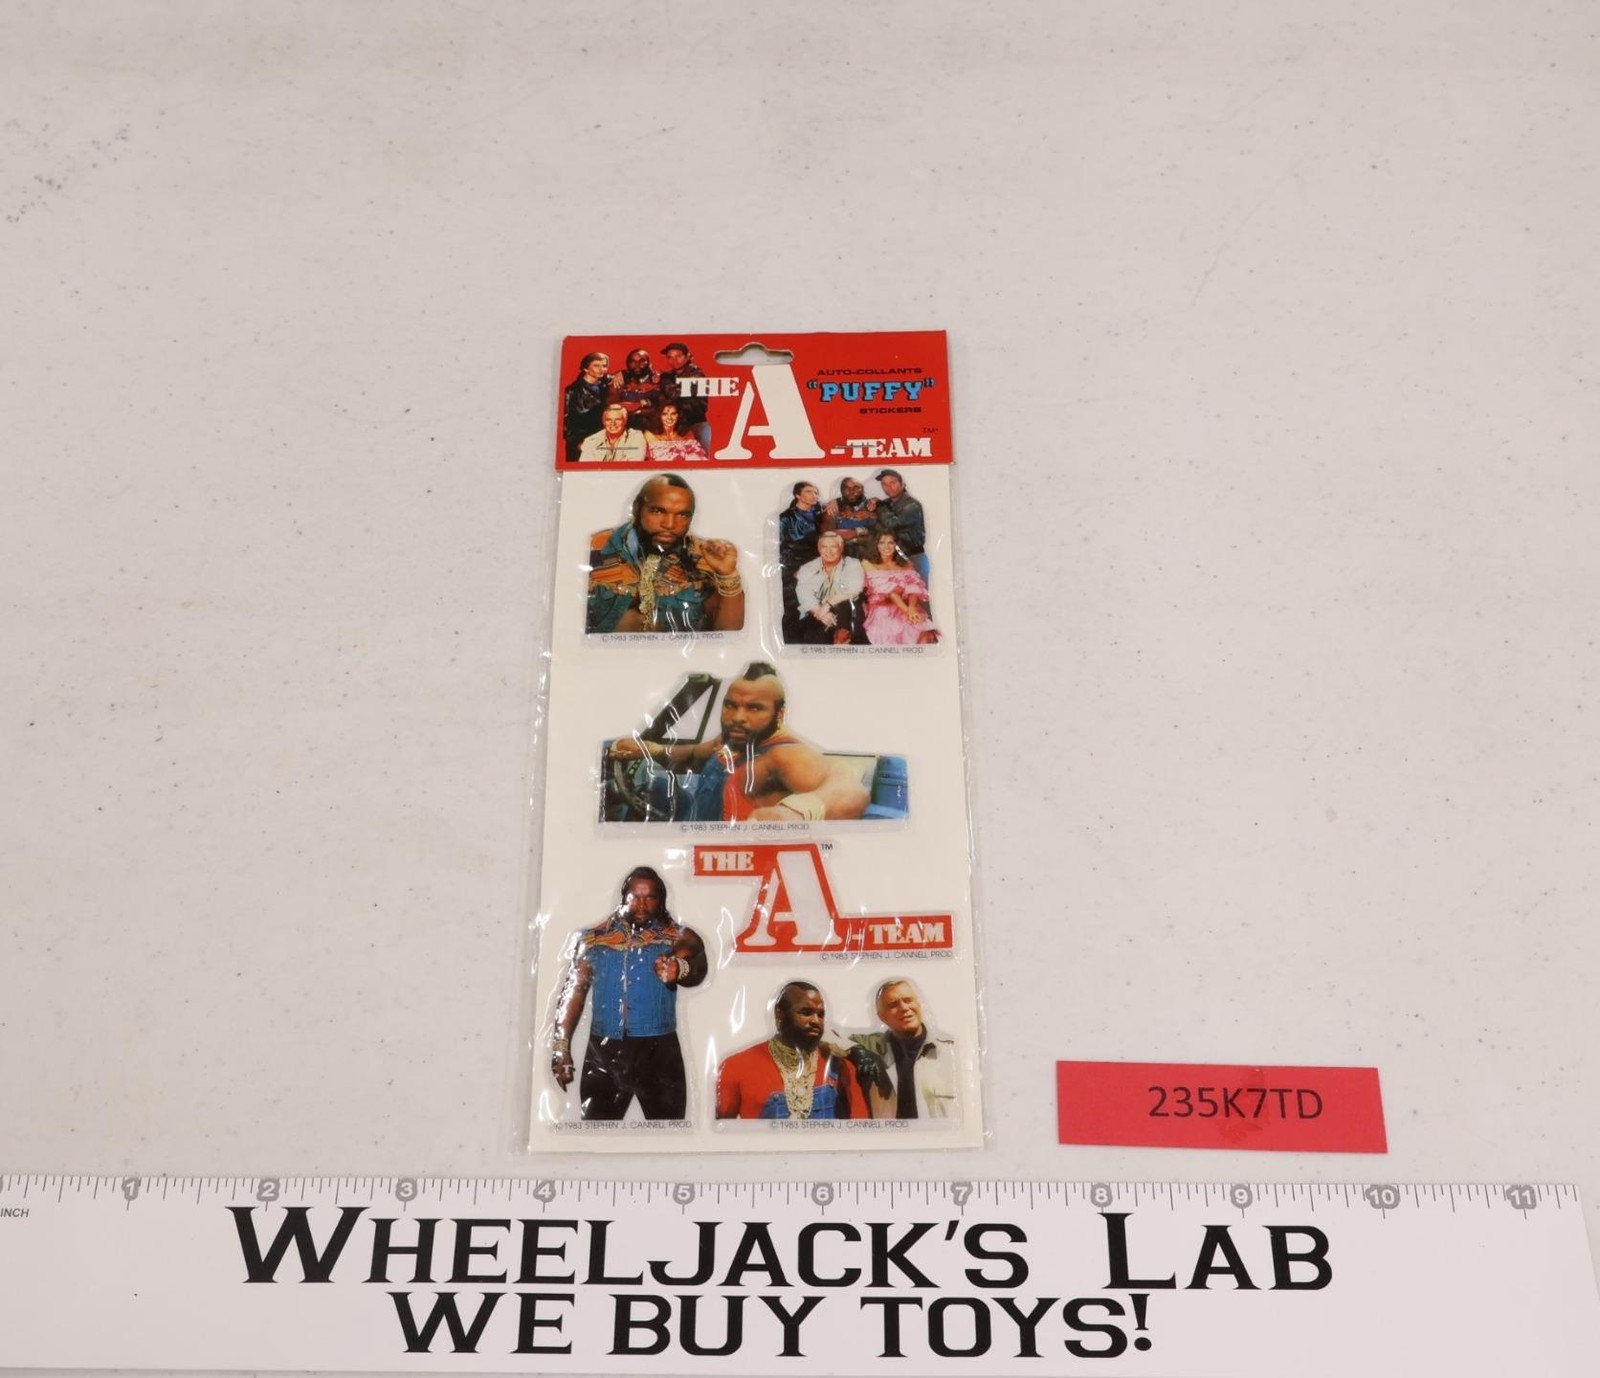 THE A-TEAM
AUTO-COLLANTS
"PUFFY"
STICKERS
TM*
© 1983 STEPHEN J. CANNELL PROD.
© 1983 STEPHEN J. CANNELL PROD.
© 1983 STEPHEN J. CANNELL PROD.
THE A-TEAM
TM
© 1983 STEPHEN J. CANNELL PROD.
© 1983 STEPHEN J. CANNELL PROD.
© 1983 STEPHEN J. CANNELL PROD.
235K7TD
1 2 3 4 5 6 7 8 9 10 11
INCH
WHEELJACK'S LAB
WE BUY TOYS!